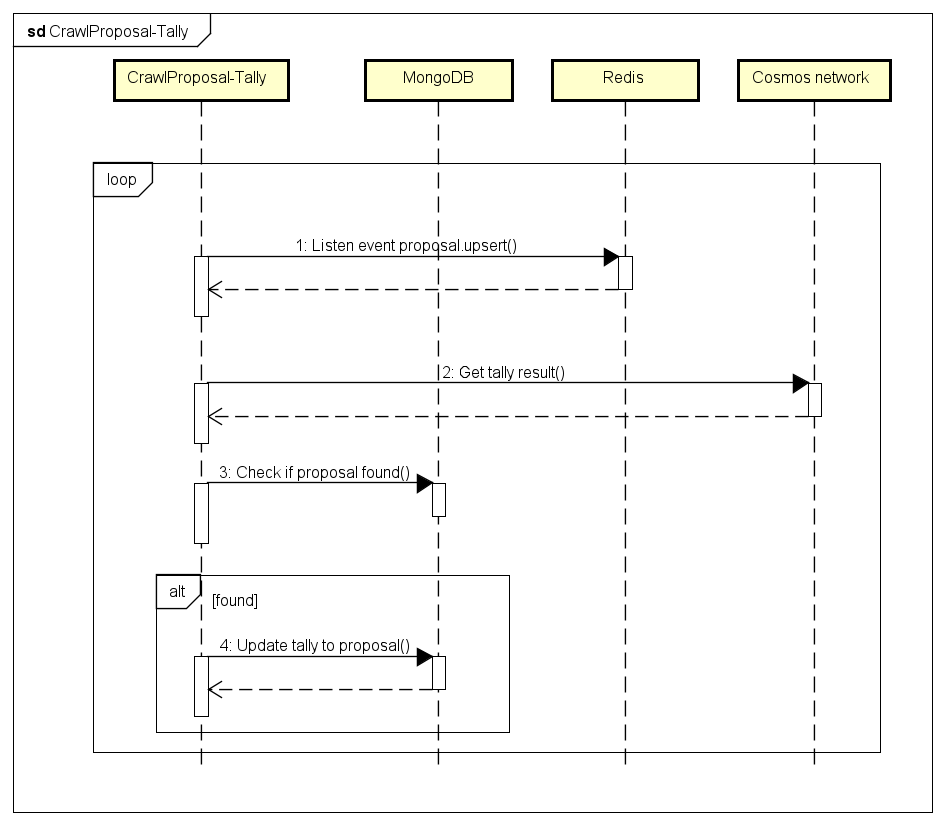 sd CrawlProposal-Tally
CrawlProposal-Tally
MongoDB
Redis
Cosmos network
loop
1: Listen event proposal.upsert()
2: Get tally result()
3: Check if proposal found()
alt
[found]
4: Update tally to proposal()